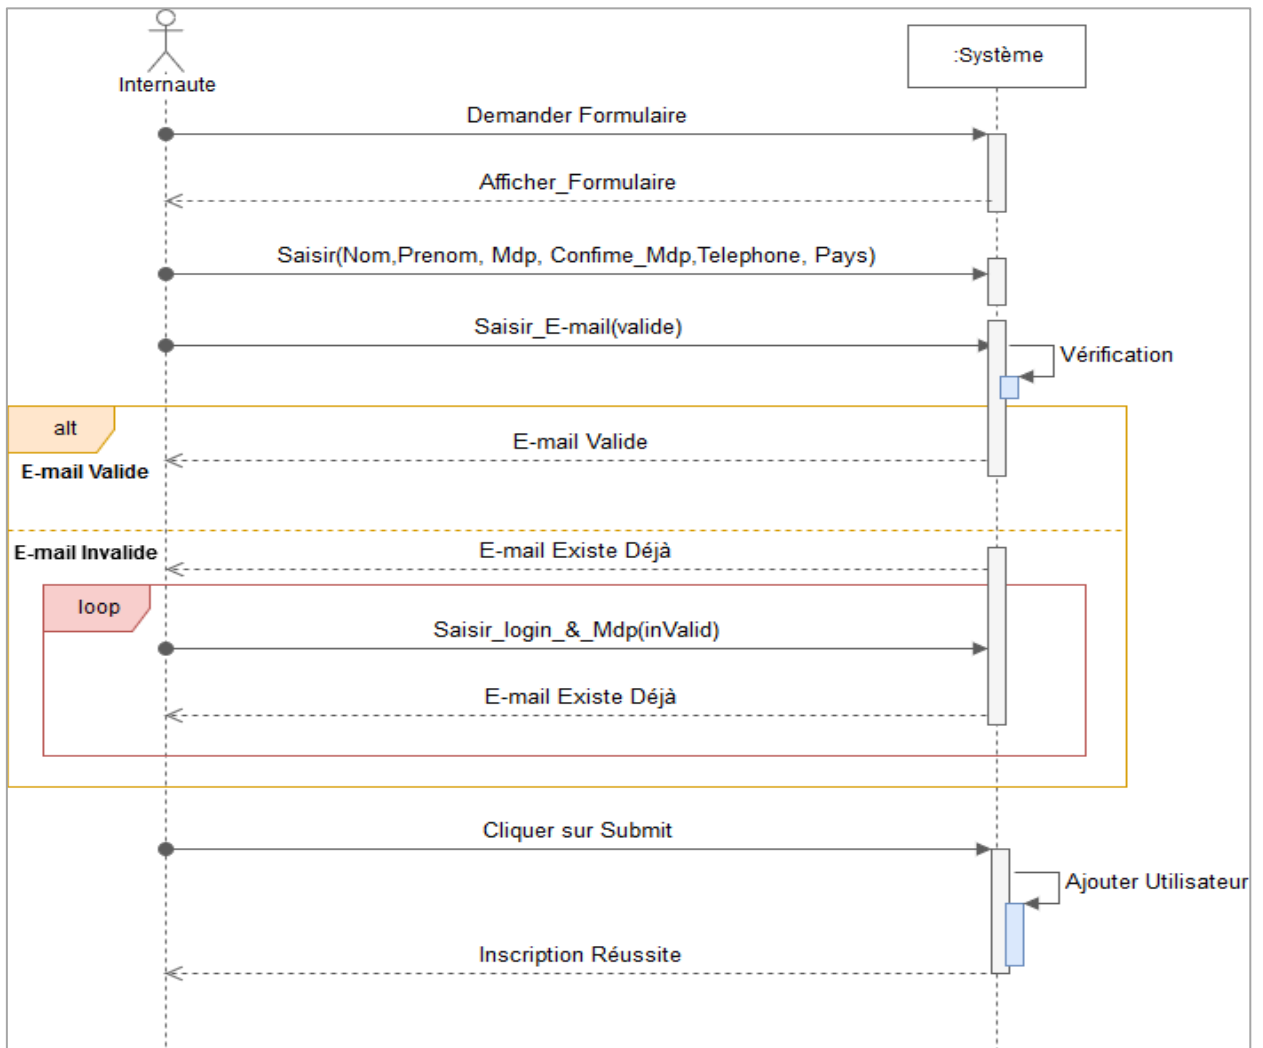 Internaute
:Système
Demander Formulaire
Afficher_Formulaire
Saisir(Nom,Prenom, Mdp, Confime_Mdp,Telephone, Pays)
Saisir_E-mail(valide)
Vérification
alt
E-mail Valide
E-mail Valide
E-mail Invalide
E-mail Existe Déjà
loop
Saisir_login_&_Mdp(inValid)
E-mail Existe Déjà
Cliquer sur Submit
Ajouter Utilisateur
Inscription Réussite